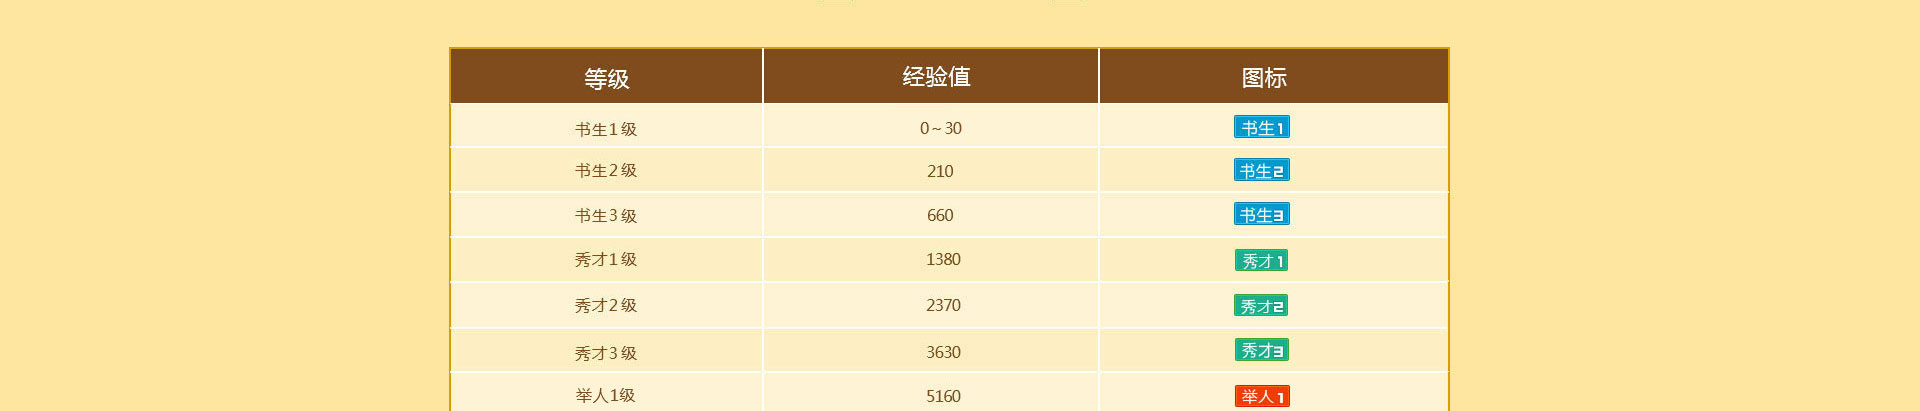 等级 经验值 图标
书生1级 0~30 书生1
书生2级 210 书生2
书生3级 660 书生3
秀才1级 1380 秀才1
秀才2级 2370 秀才2
秀才3级 3630 秀才3
举人1级 5160 举人1